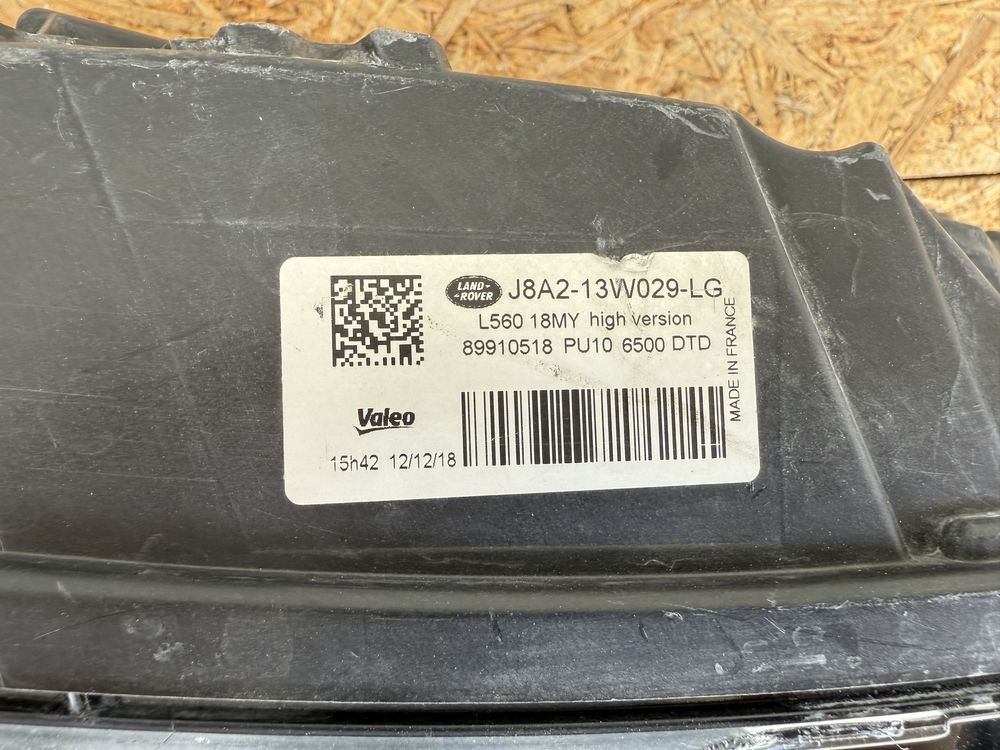 LAND-
-ROVER
J8A2-13W029-LG
L560 18MY high version
89910518 PU10 6500 DTD
MADE IN FRANCE
Valeo
15h42 12/12/18